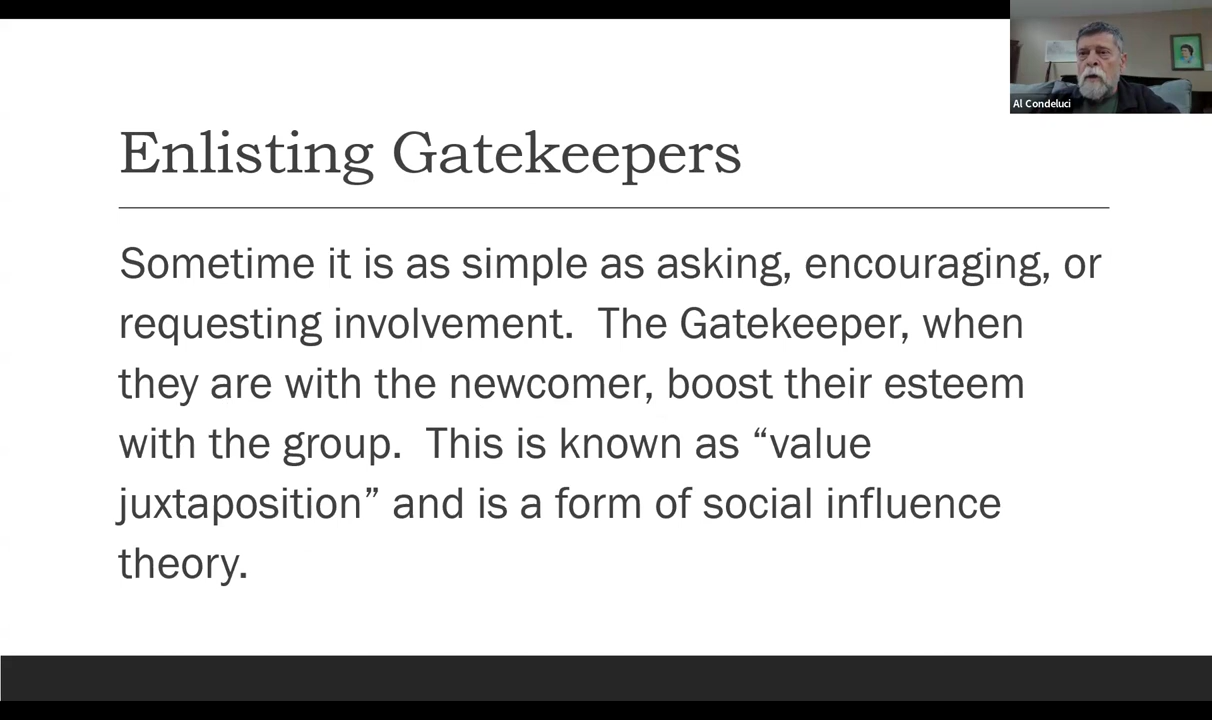 Al Condeluci
Enlisting Gatekeepers
Sometime it is as simple as asking, encouraging, or
requesting involvement.  The Gatekeeper, when
they are with the newcomer, boost their esteem
with the group.  This is known as “value
juxtaposition” and is a form of social influence
theory.